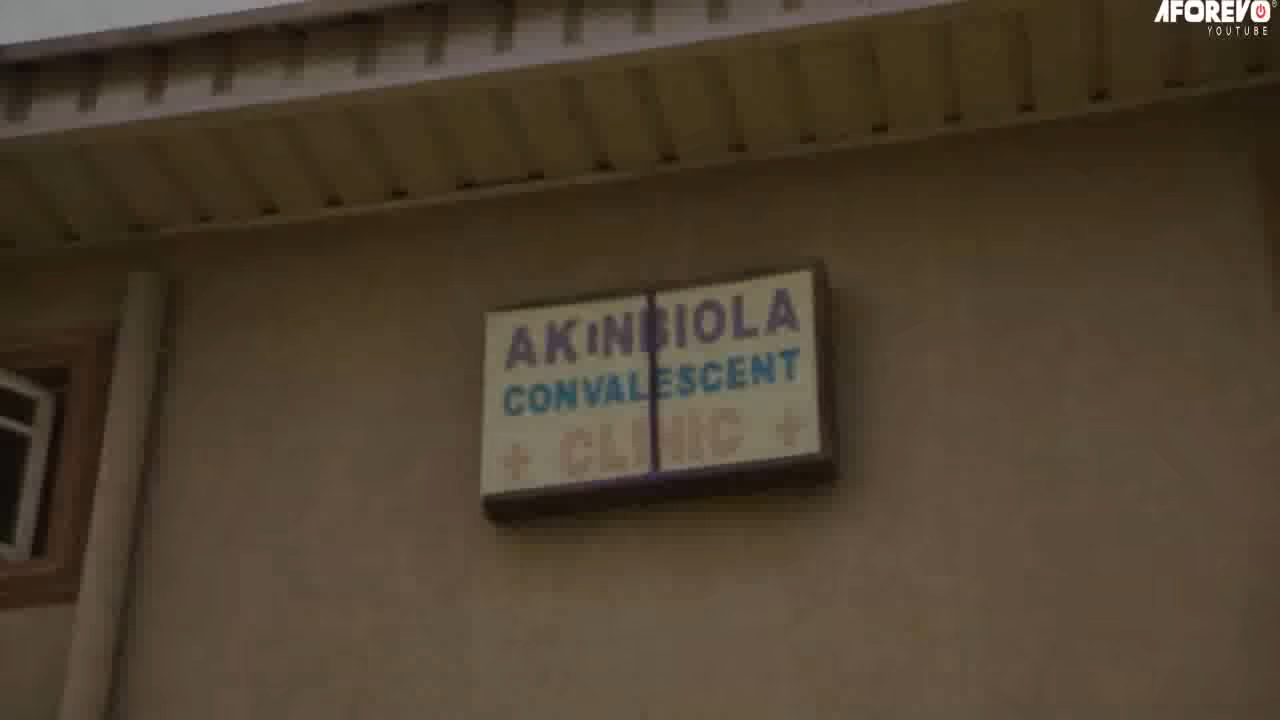 AFOREVO
YOUTUBE
AKINBIOLA
CONVALESCENT
+ CLINIC +